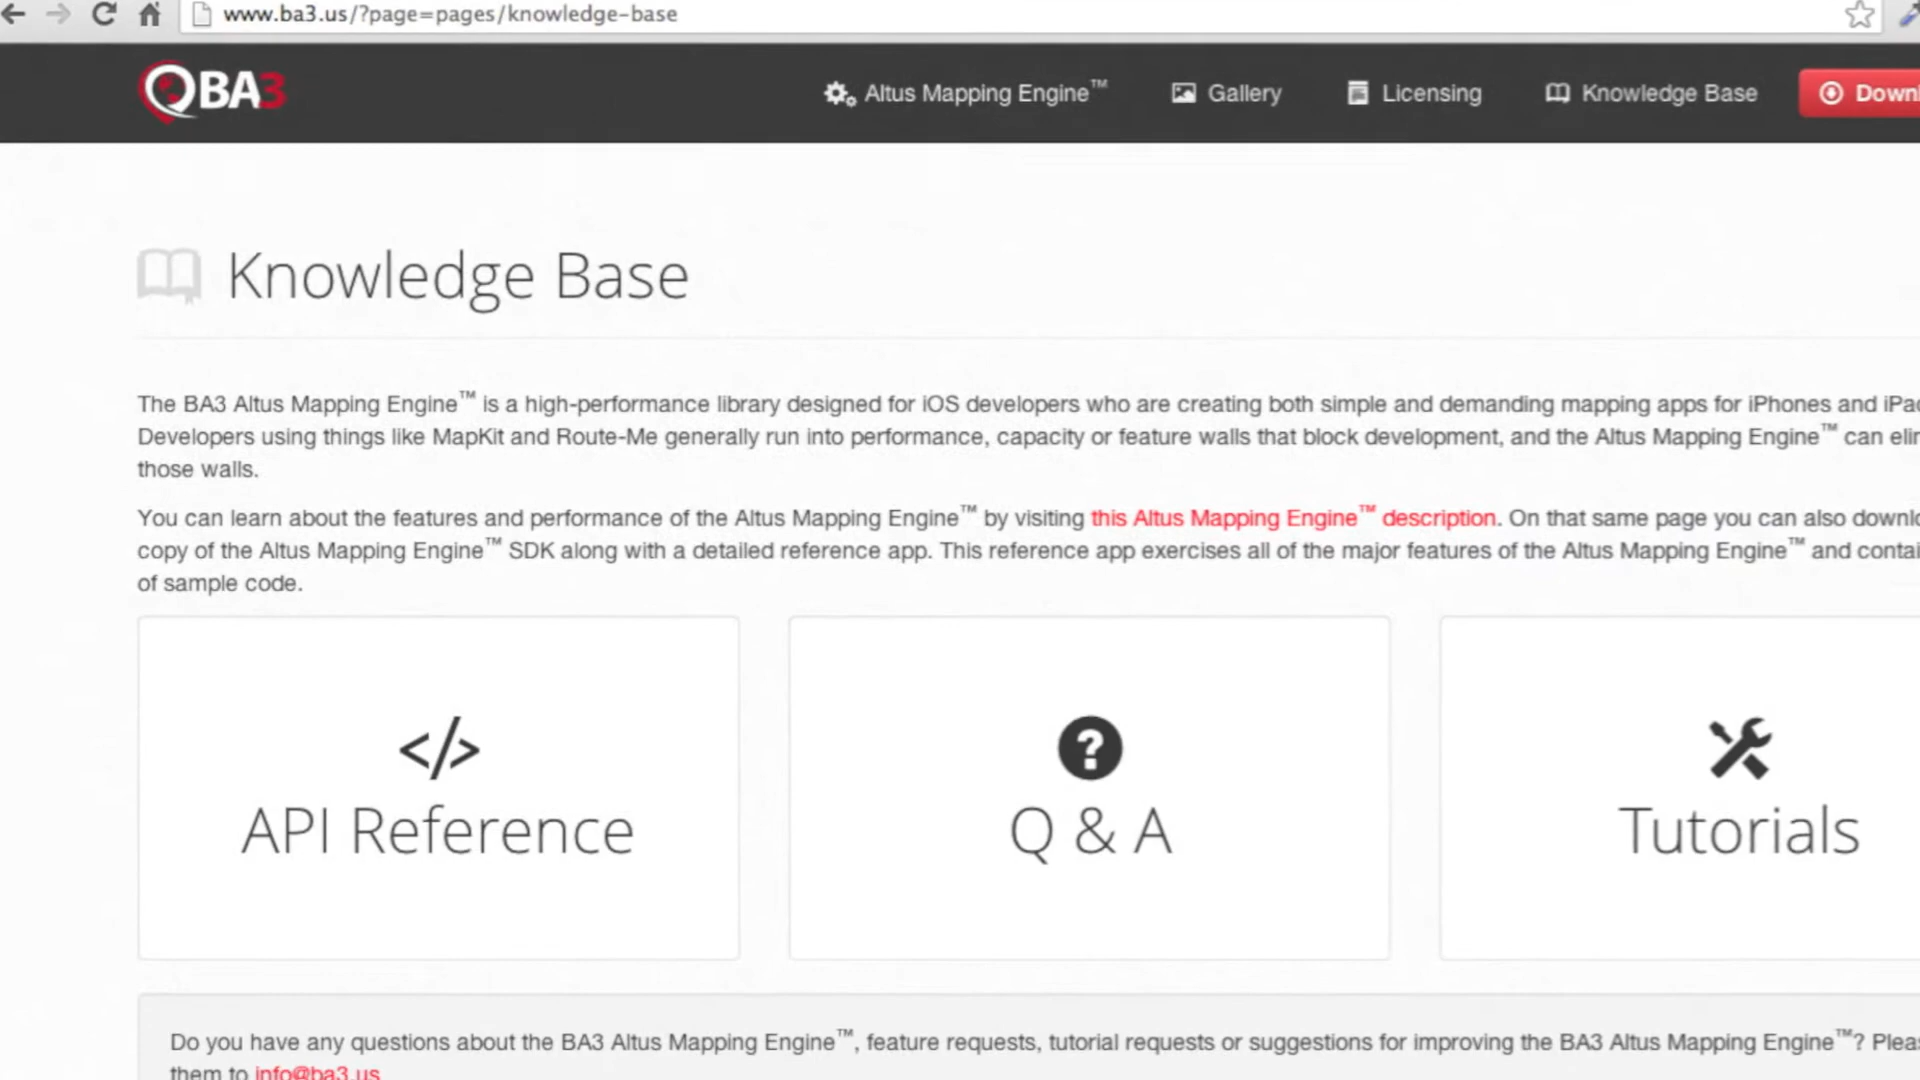 www.ba3.us/?page=pages/knowledge-base
BA3 Altus Mapping Engine™ Gallery Licensing Knowledge Base
Knowledge Base
The BA3 Altus Mapping Engine™ is a high-performance library designed for iOS developers who are creating both simple and demanding mapping apps for iPhones and
Developers using things like MapKit and Route-Me generally run into performance, capacity or feature walls that block development, and the Altus Mapping Engine™ can
those walls.
You can learn about the features and performance of the Altus Mapping Engine™ by visiting this Altus Mapping Engine™ description. On that same page you can also
copy of the Altus Mapping Engine™ SDK along with a detailed reference app. This reference app exercises all of the major features of the Altus Mapping Engine™ and
of sample code.
</> ?
API Reference Q & A Tutorials
Do you have any questions about the BA3 Altus Mapping Engine™, feature requests, tutorial requests or suggestions for improving the BA3 Altus Mapping Engine™?
them to info@ba3.us